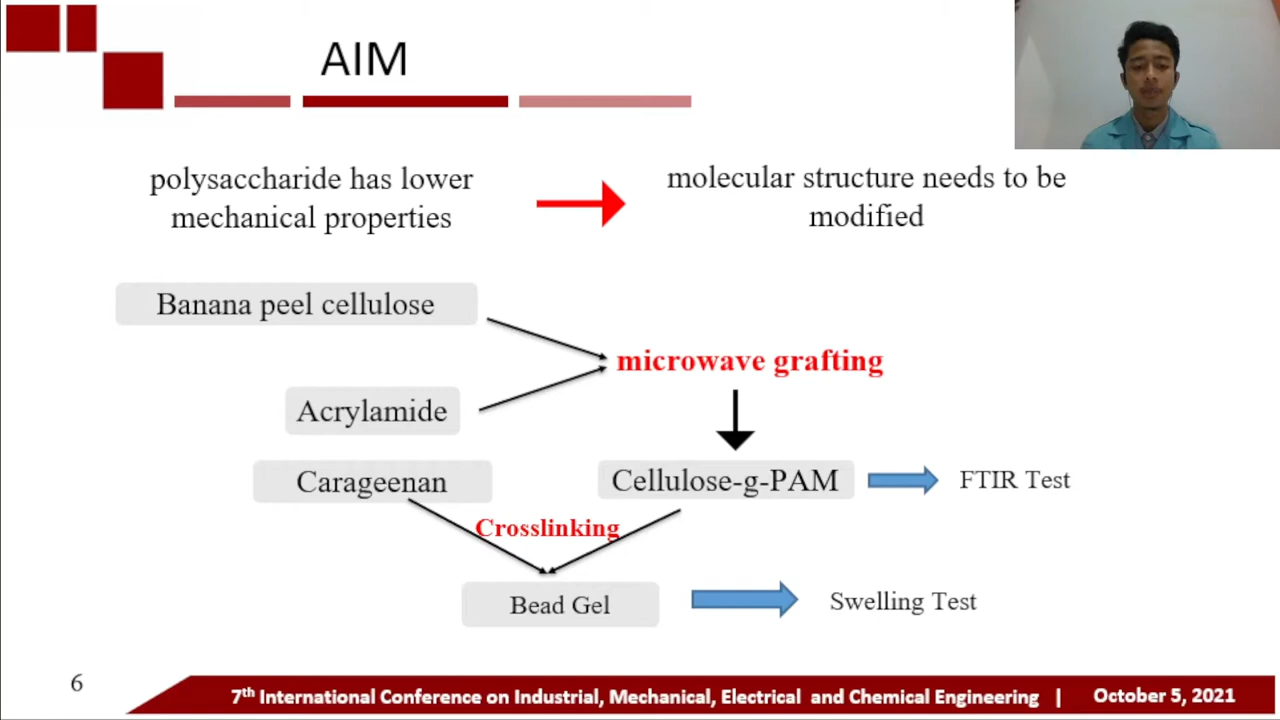 AIM
polysaccharide has lower
mechanical properties
molecular structure needs to be
modified
Banana peel cellulose
microwave grafting
Acrylamide
Carageenan
Cellulose-g-PAM
FTIR Test
Crosslinking
Bead Gel
Swelling Test
6
7th International Conference on Industrial, Mechanical, Electrical and Chemical Engineering | October 5, 2021